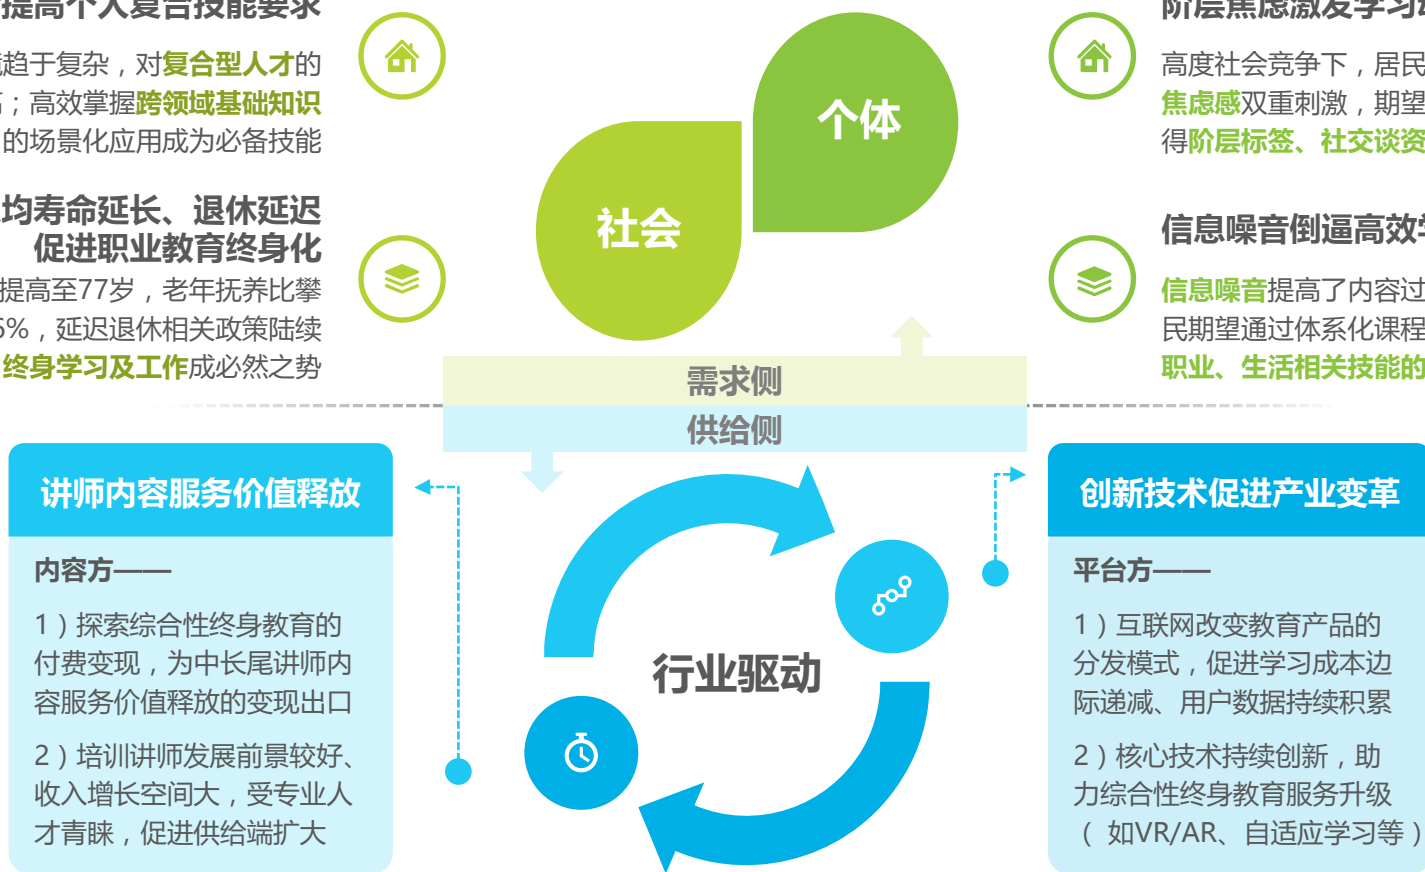 提高个人复合技能要求
趋于复杂，对复合型人才的
；高效掌握跨领域基础知识
的场景化应用成为必备技能
均寿命延长、退休延迟
促进职业教育终身化
提高至77岁，老年抚养比攀
6%，延迟退休相关政策陆续
终身学习及工作成必然之势
个体
社会
阶层焦虑激发学习
高度社会竞争下，居民
焦虑感双重刺激，期望
得阶层标签、社交谈资
信息噪音倒逼高效学
信息噪音提高了内容过
民期望通过体系化课程
职业、生活相关技能的
需求侧
供给侧
讲师内容服务价值释放
内容方——
1）探索综合性终身教育的
付费变现，为中长尾讲师内
容服务价值释放的变现出口
2）培训讲师发展前景较好、
收入增长空间大，受专业人
才青睐，促进供给端扩大
行业驱动
创新技术促进产业变革
平台方——
1）互联网改变教育产品的
分发模式，促进学习成本边
际递减、用户数据持续积累
2）核心技术持续创新，助
力综合性终身教育服务升级
（ 如VR/AR、自适应学习等）